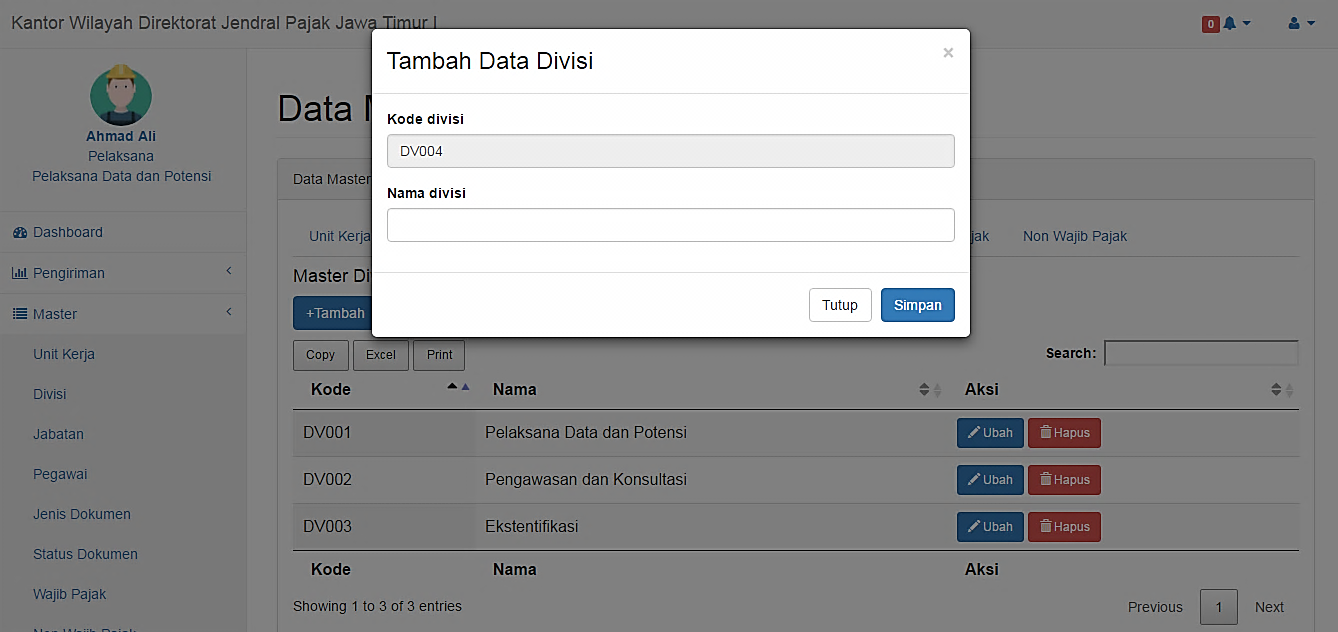 Kantor Wilayah Direktorat Jendral Pajak Jawa Timur I
0
Ahmad Ali
Pelaksana
Pelaksana Data dan Potensi
Dashboard
Pengiriman
Master
Unit Kerja
Divisi
Jabatan
Pegawai
Jenis Dokumen
Status Dokumen
Wajib Pajak
Non Wajib Pajak
Tambah Data Divisi
×
Kode divisi
DV004
Nama divisi
Tutup Simpan
Data
Data Master
Unit Kerja Non Wajib Pajak
Master
+Tambah
Copy Excel Print Search:
Kode Nama Aksi
DV001 Pelaksana Data dan Potensi Ubah Hapus
DV002 Pengawasan dan Konsultasi Ubah Hapus
DV003 Ekstentifikasi Ubah Hapus
Kode Nama Aksi
Showing 1 to 3 of 3 entries Previous 1 Next